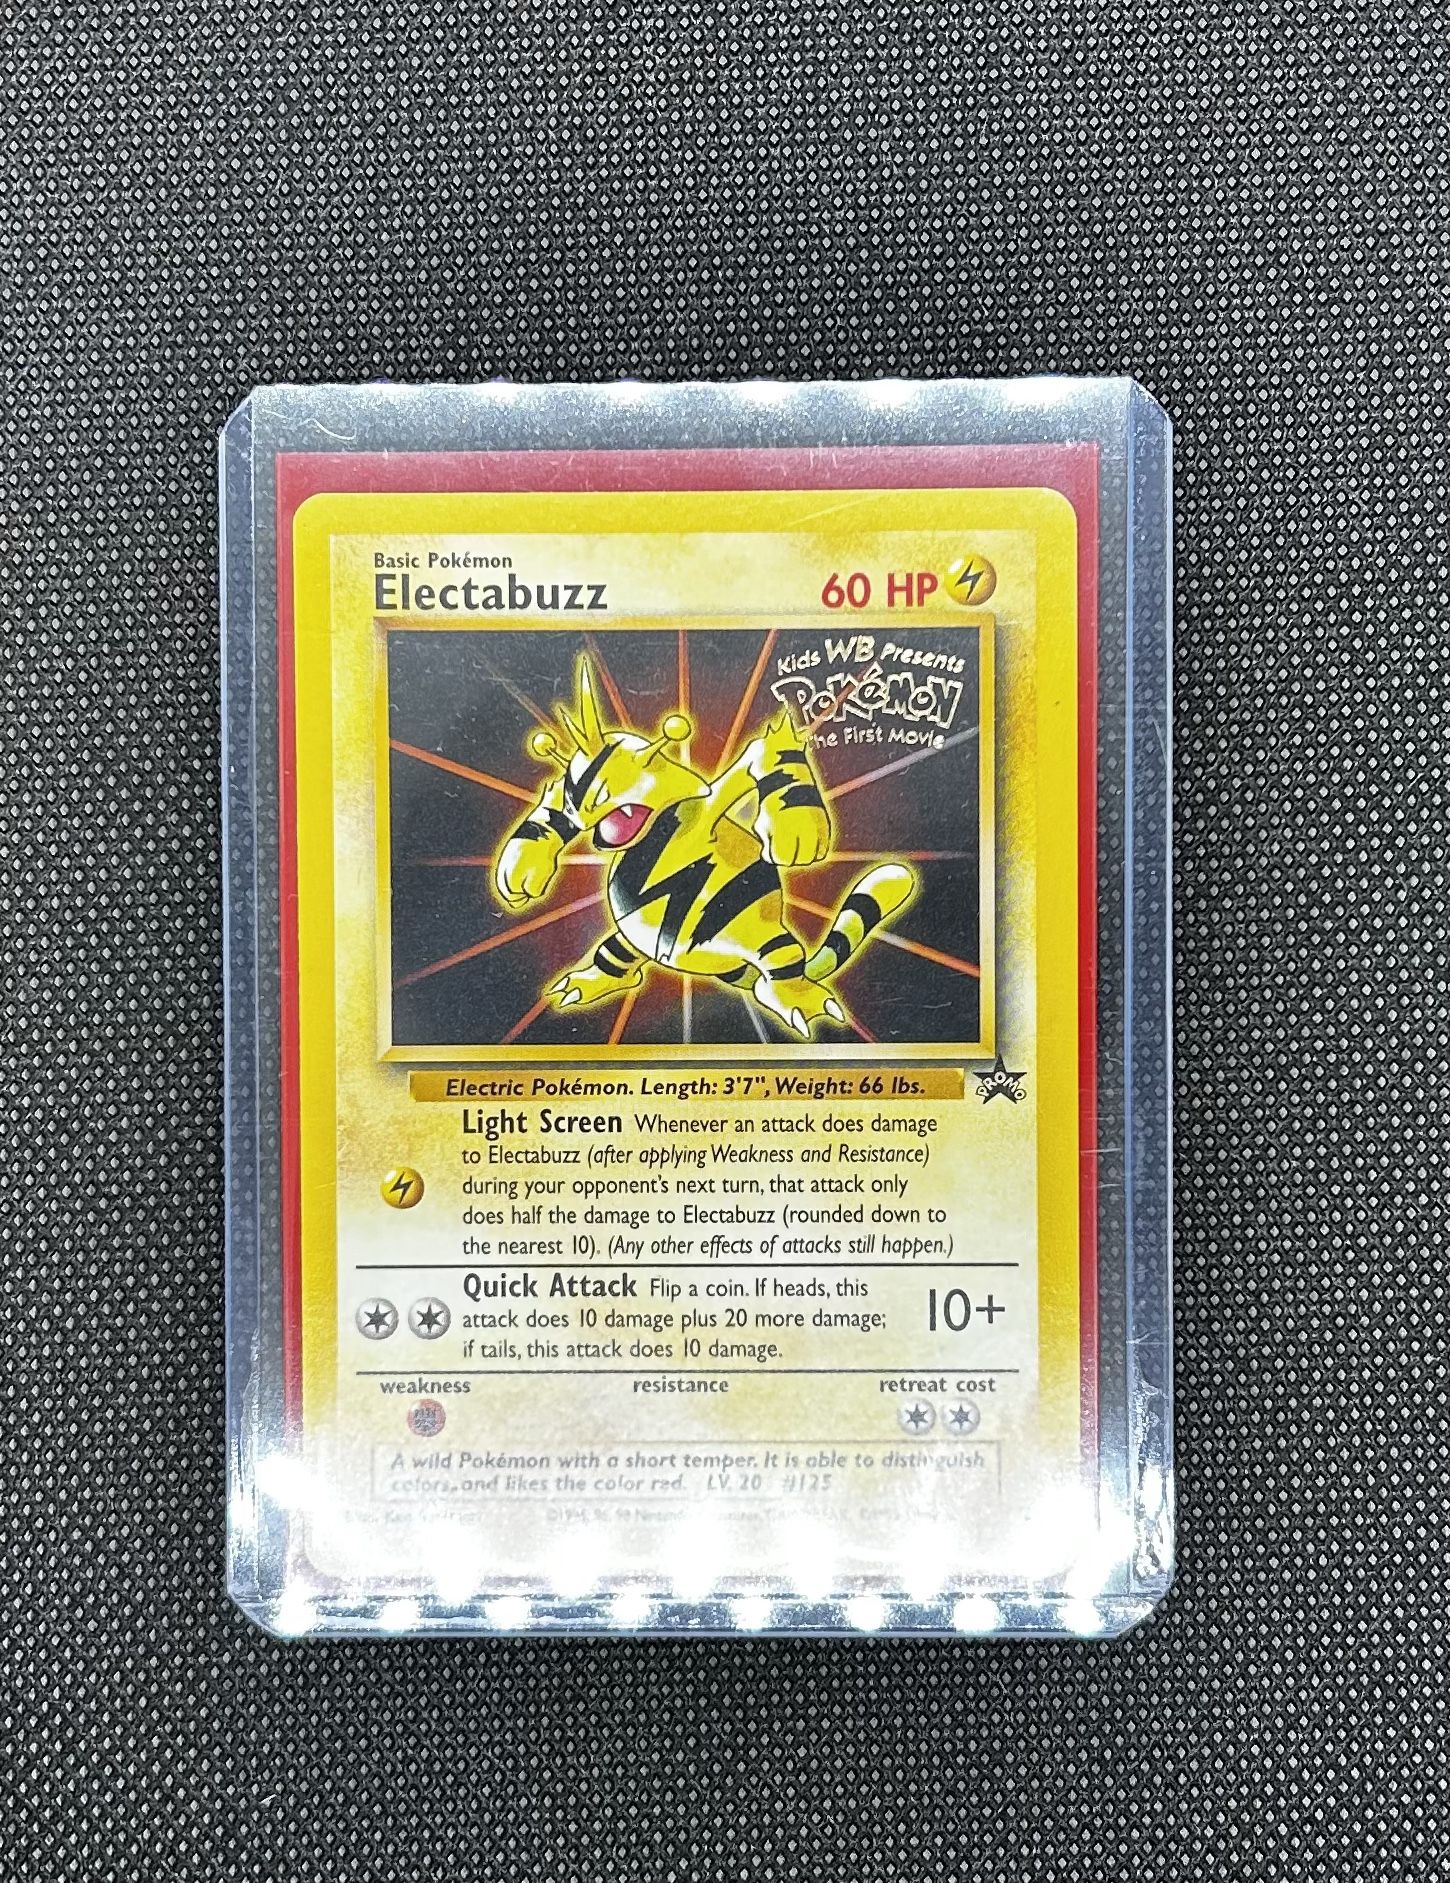 Basic Pokémon
Electabuzz
60 HP
Kids WB Presents
POKéMON
The First Movie
Electric Pokémon. Length: 3'7", Weight: 66 lbs.
PROMO
Light Screen Whenever an attack does damage
to Electabuzz (after applying Weakness and Resistance)
during your opponent's next turn, that attack only
does half the damage to Electabuzz (rounded down to
the nearest 10). (Any other effects of attacks still happen.)
Quick Attack Flip a coin. If heads, this
attack does 10 damage plus 20 more damage;
if tails, this attack does 10 damage.
10+
weakness
resistance
retreat cost
A wild Pokémon with a short temper. It is able to distinguish
colors, and likes the color red. LV. 20 #125